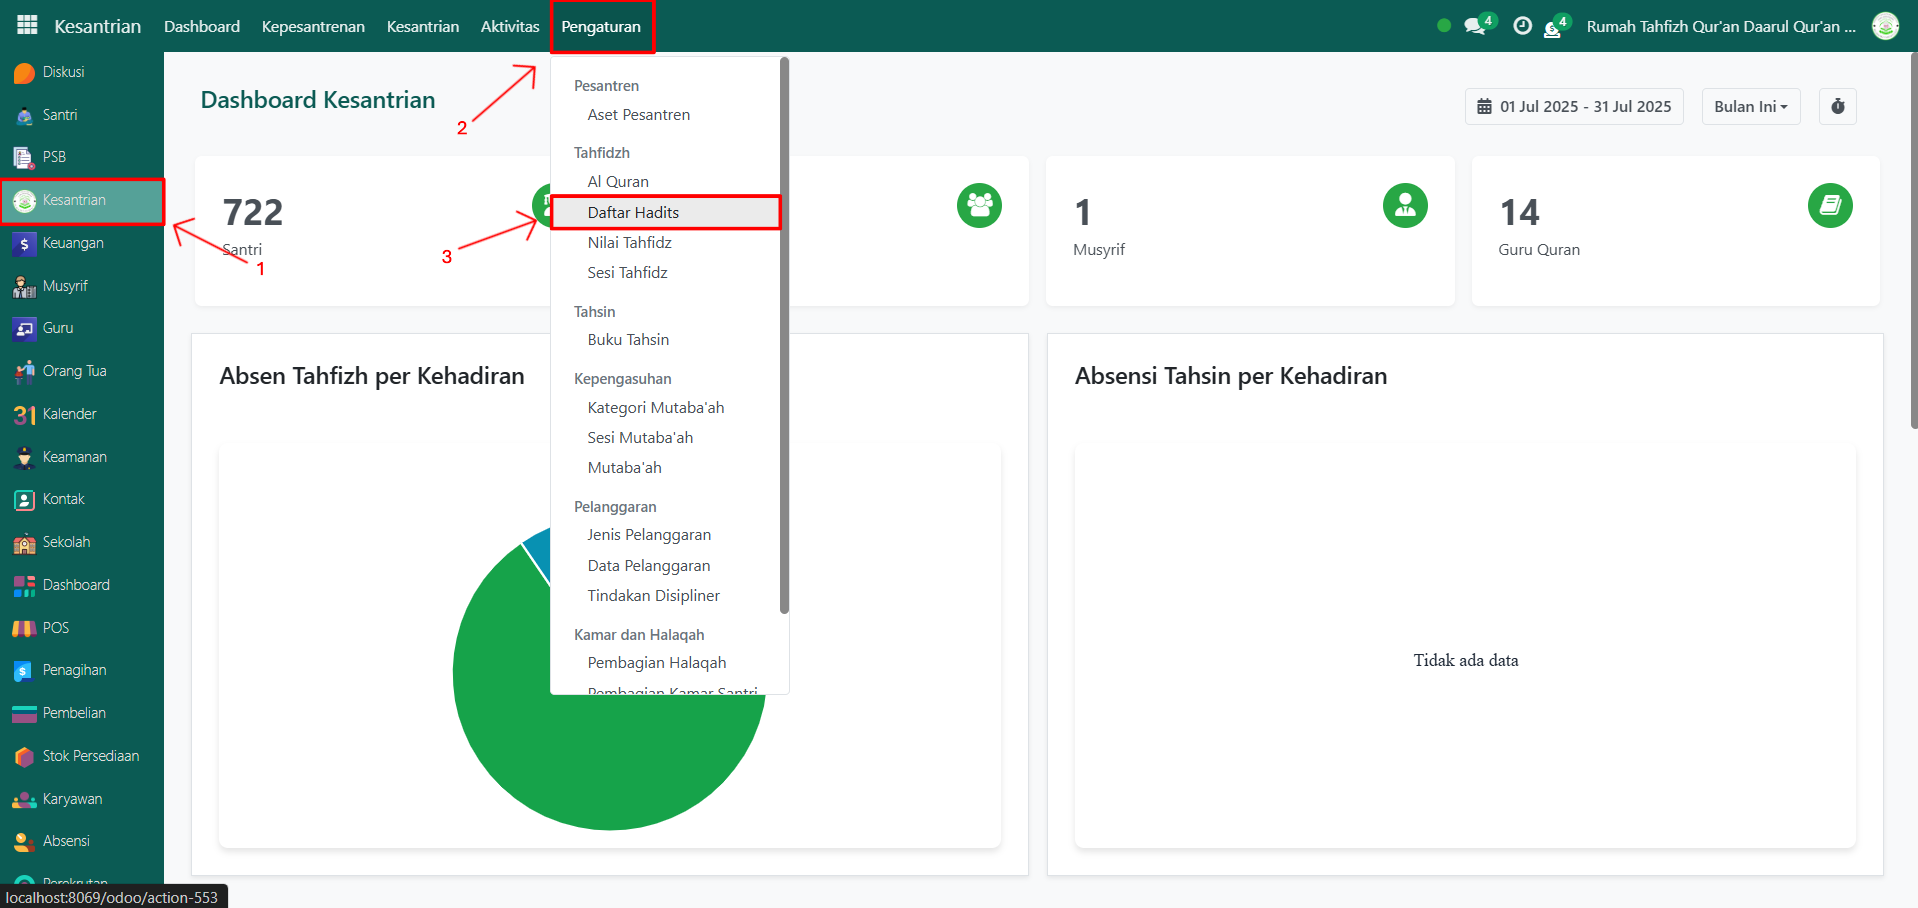 Kesantrian
Dashboard
Kepesantrenan
Kesantrian
Aktivitas
Pengaturan
4
4
Rumah Tahfizh Qur'an Daarul Qur'an ...
Diskusi
Santri
PSB
Kesantrian
Keuangan
Musyrif
Guru
Orang Tua
31
Kalender
Keamanan
Kontak
Sekolah
Dashboard
POS
Penagihan
Pembelian
Stok Persediaan
Karyawan
Absensi
Perekrutan
localhost:8069/odoo/action-553
Dashboard Kesantrian
01 Jul 2025 - 31 Jul 2025
Bulan Ini
1
2
3
722
Santri
1
Musyrif
14
Guru Quran
Pesantren
Aset Pesantren
Tahfidzh
Al Quran
Daftar Hadits
Nilai Tahfidz
Sesi Tahfidz
Tahsin
Buku Tahsin
Kepengasuhan
Kategori Mutaba'ah
Sesi Mutaba'ah
Mutaba'ah
Pelanggaran
Jenis Pelanggaran
Data Pelanggaran
Tindakan Disipliner
Kamar dan Halaqah
Pembagian Halaqah
Pembagian Kamar Santri
Absen Tahfizh per Kehadiran
Absensi Tahsin per Kehadiran
Tidak ada data